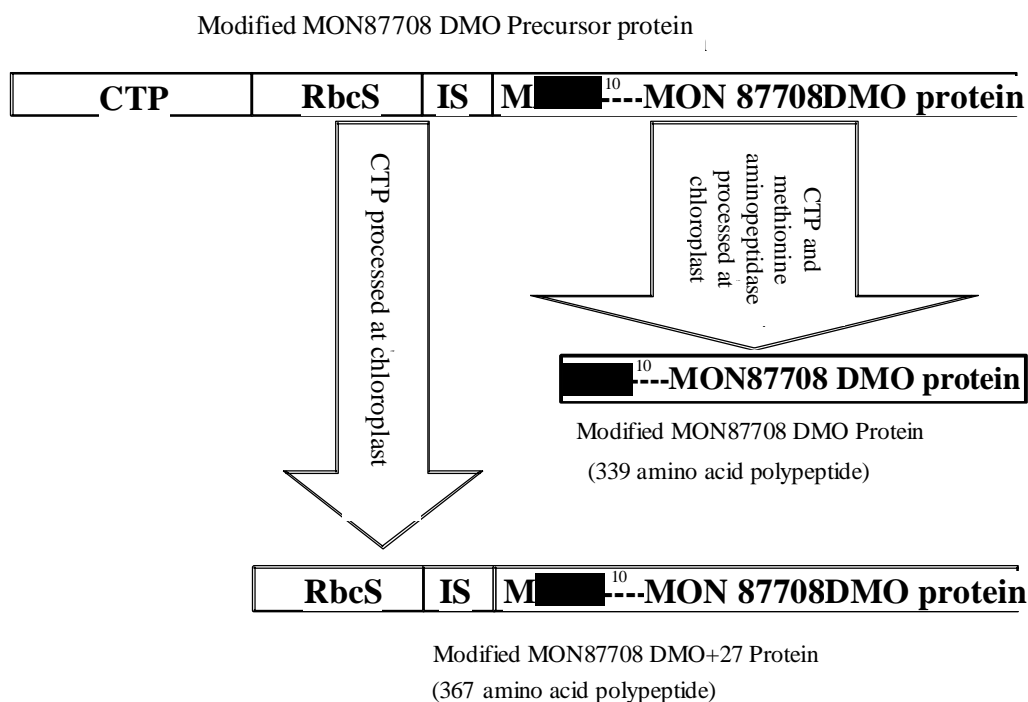 Modified MON87708 DMO Precursor protein
CTP RbcS IS M 10 ----MON 87708DMO protein
CTP processed at chloroplast
CTP and
methionine
aminopeptidase
processed at
chloroplast
10 ----MON87708 DMO protein
Modified MON87708 DMO Protein
(339 amino acid polypeptide)
RbcS IS M 10 ----MON 87708DMO protein
Modified MON87708 DMO+27 Protein
(367 amino acid polypeptide)